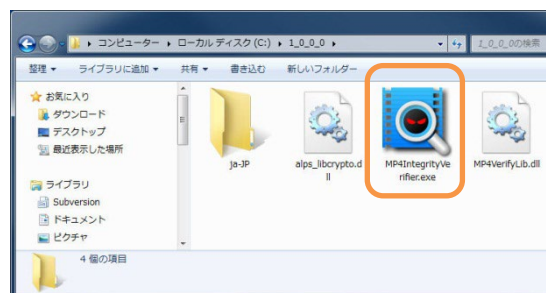 コンピューター ▸ ローカル ディスク (C:) ▸ 1_0_0_0 ▸
1_0_0_0の検索
整理 ▼ ライブラリに追加 ▼ 共有 ▼ 書き込む 新しいフォルダー
お気に入り
ダウンロード
デスクトップ
最近表示した場所
ライブラリ
Subversion
ドキュメント
ピクチャ
ja-JP
alps_libcrypto.d
ll
MP4IntegrityVe
rifier.exe
MP4VerifyLib.dll
4 個の項目